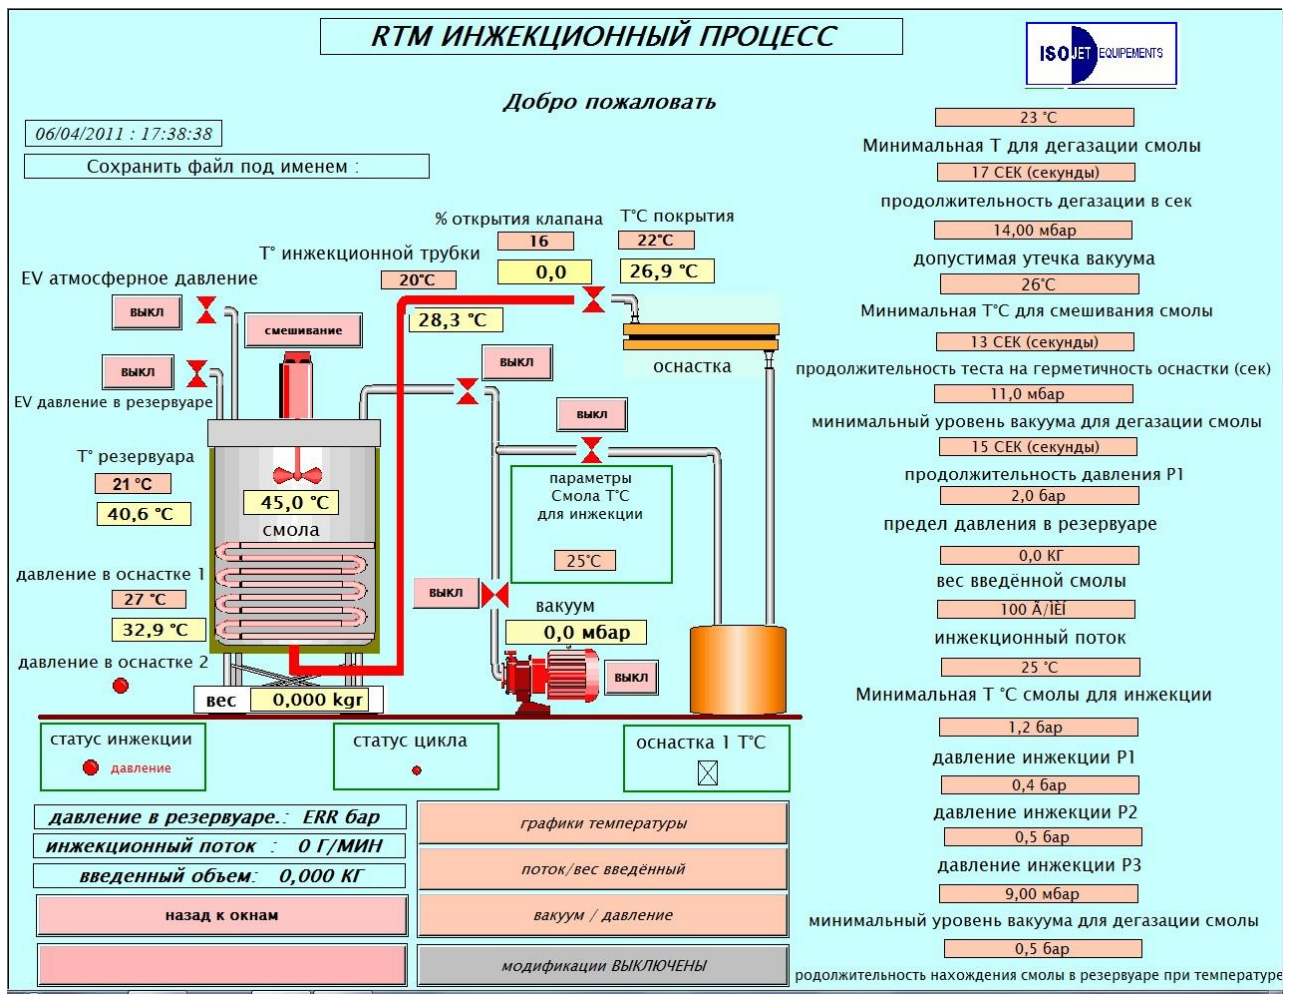 RTM ИНЖЕКЦИОННЫЙ ПРОЦЕСС
ISOJET EQUIPEMENTS
Добро пожаловать
06/04/2011 : 17:38:38
Сохранить файл под именем :
% открытия клапана
T°C покрытия
16
22°C
T° инжекционной трубки
0,0
26,9 °C
EV атмосферное давление
20°C
ВЫКЛ
28,3 °C
смешивание
ВЫКЛ
ВЫКЛ
оснастка
EV давление в резервуаре
ВЫКЛ
T° резервуара
21 °C
40,6 °C
45,0 °C
смола
параметры
Смола T°C
для инжекции
25°C
давление в оснастке 1
27 °C
32,9 °C
ВЫКЛ
вакуум
0,0 мбар
давление в оснастке 2
ВЫКЛ
вес
0,000 kgr
статус инжекции
давление
статус цикла
оснастка 1 T°C
давление в резервуаре.: ERR бар
инжекционный поток : 0 Г/МИН
введенный объем: 0,000 КГ
назад к окнам
графики температуры
поток/вес введённый
вакуум / давление
модификации ВЫКЛЮЧЕНЫ
23 °C
Минимальная T для дегазации смолы
17 СЕК (секунды)
продолжительность дегазации в сек
14,00 мбар
допустимая утечка вакуума
26°C
Минимальная T°C для смешивания смолы
13 СЕК (секунды)
продолжительность теста на герметичность оснастки (сек)
11,0 мбар
минимальный уровень вакуума для дегазации смолы
15 СЕК (секунды)
продолжительность давления P1
2,0 бар
предел давления в резервуаре
0,0 КГ
вес введённой смолы
100 Ã/ÌÈÍ
инжекционный поток
25 °C
Минимальная T °C смолы для инжекции
1,2 бар
давление инжекции P1
0,4 бар
давление инжекции P2
0,5 бар
давление инжекции P3
9,00 мбар
минимальный уровень вакуума для дегазации смолы
0,5 бар
родолжительность нахождения смолы в резервуаре при температуре